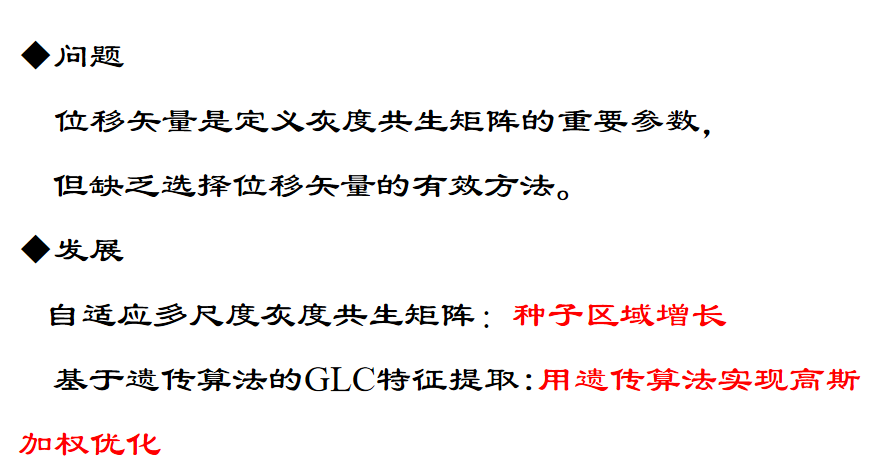 ◆问题
位移矢量是定义灰度共生矩阵的重要参数，
但缺乏选择位移矢量的有效方法。
◆发展
自适应多尺度灰度共生矩阵：种子区域增长
基于遗传算法的GLC特征提取:用遗传算法实现高斯
加权优化